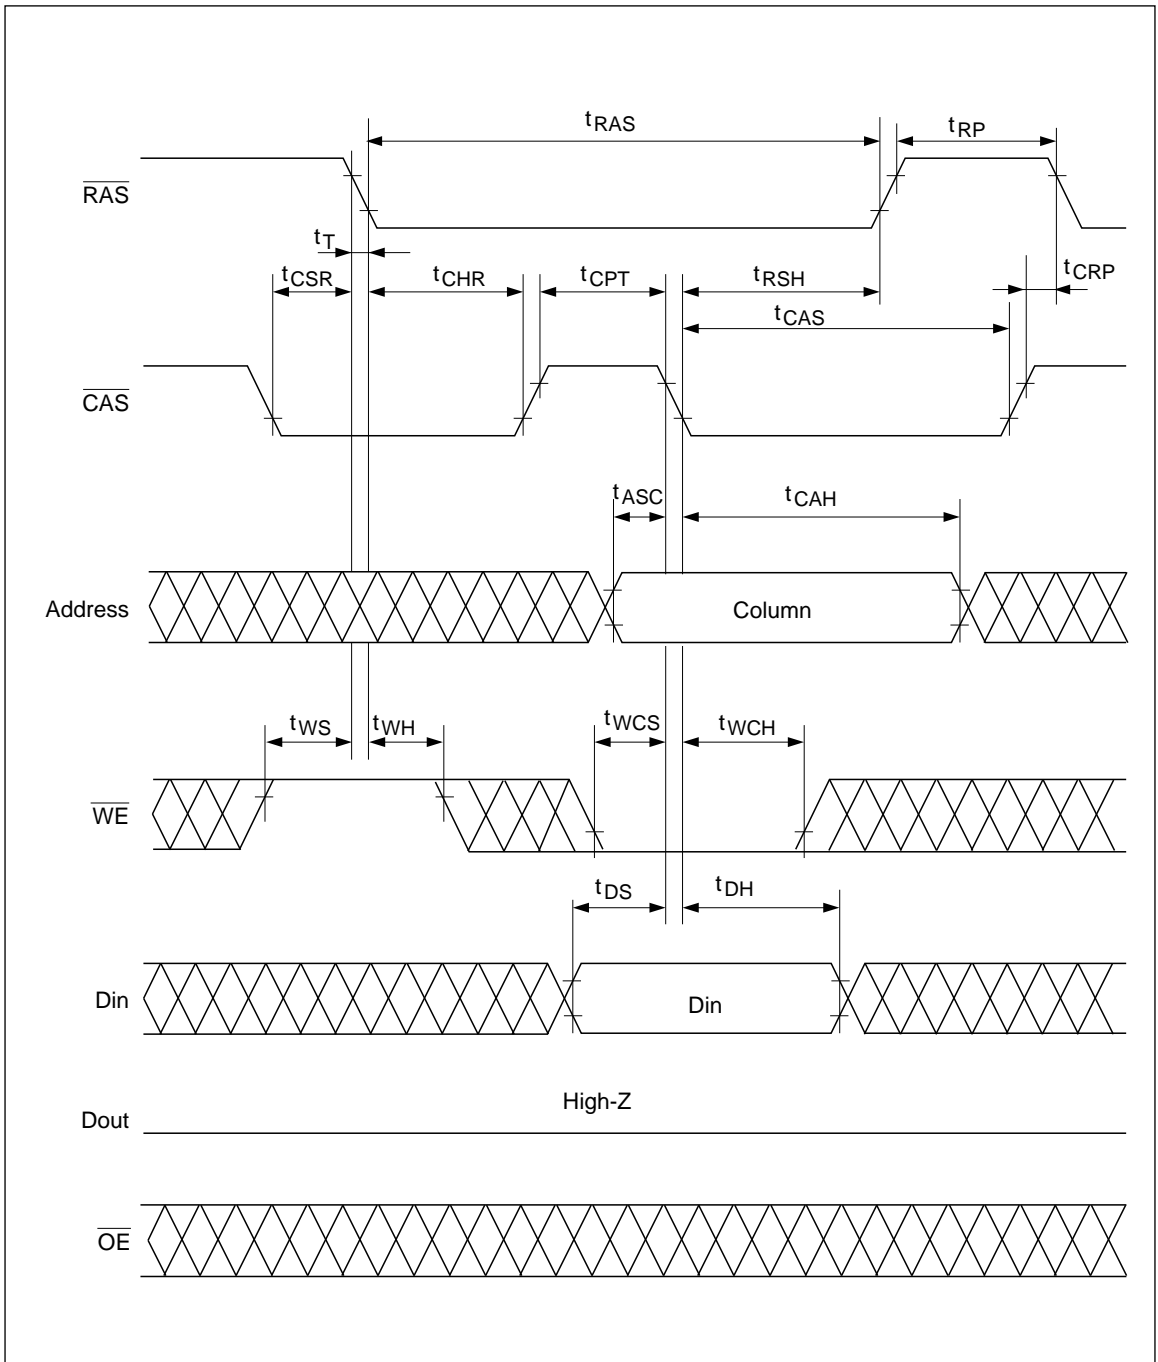 tRAS
tRP
RAS
tT
tCSR
tCHR
tCPT
tRSH
tCRP
tCAS
CAS
tASC
tCAH
Address
Column
tWS
tWH
tWCS
tWCH
WE
tDS
tDH
Din
Din
High-Z
Dout
OE